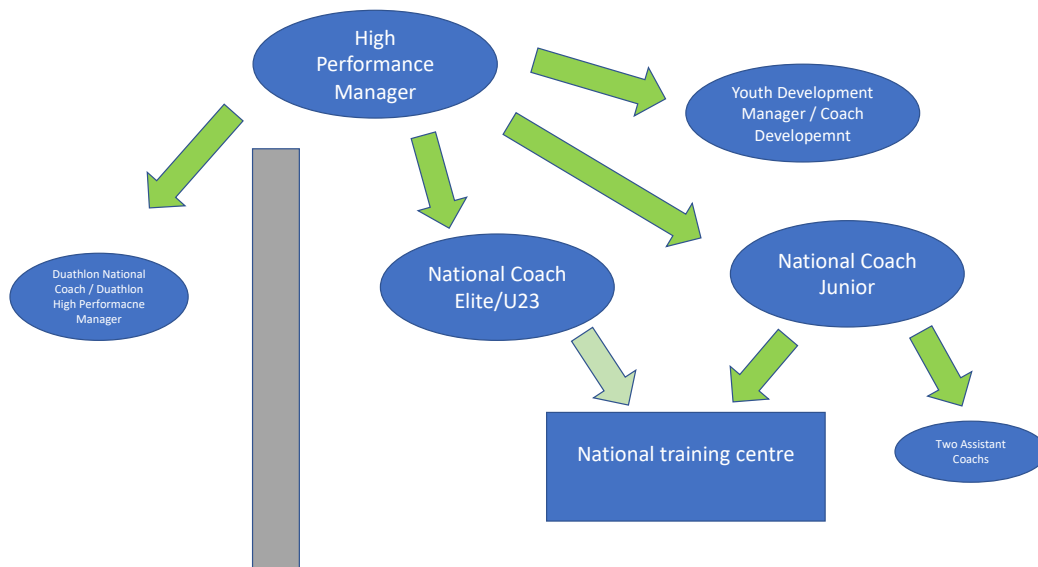 High
Performance
Manager
Youth Development
Manager / Coach
Developemnt
Duathlon National
Coach / Duathlon
High Performacne
Manager
National Coach
Elite/U23
National Coach
Junior
National training centre
Two Assistant
Coachs